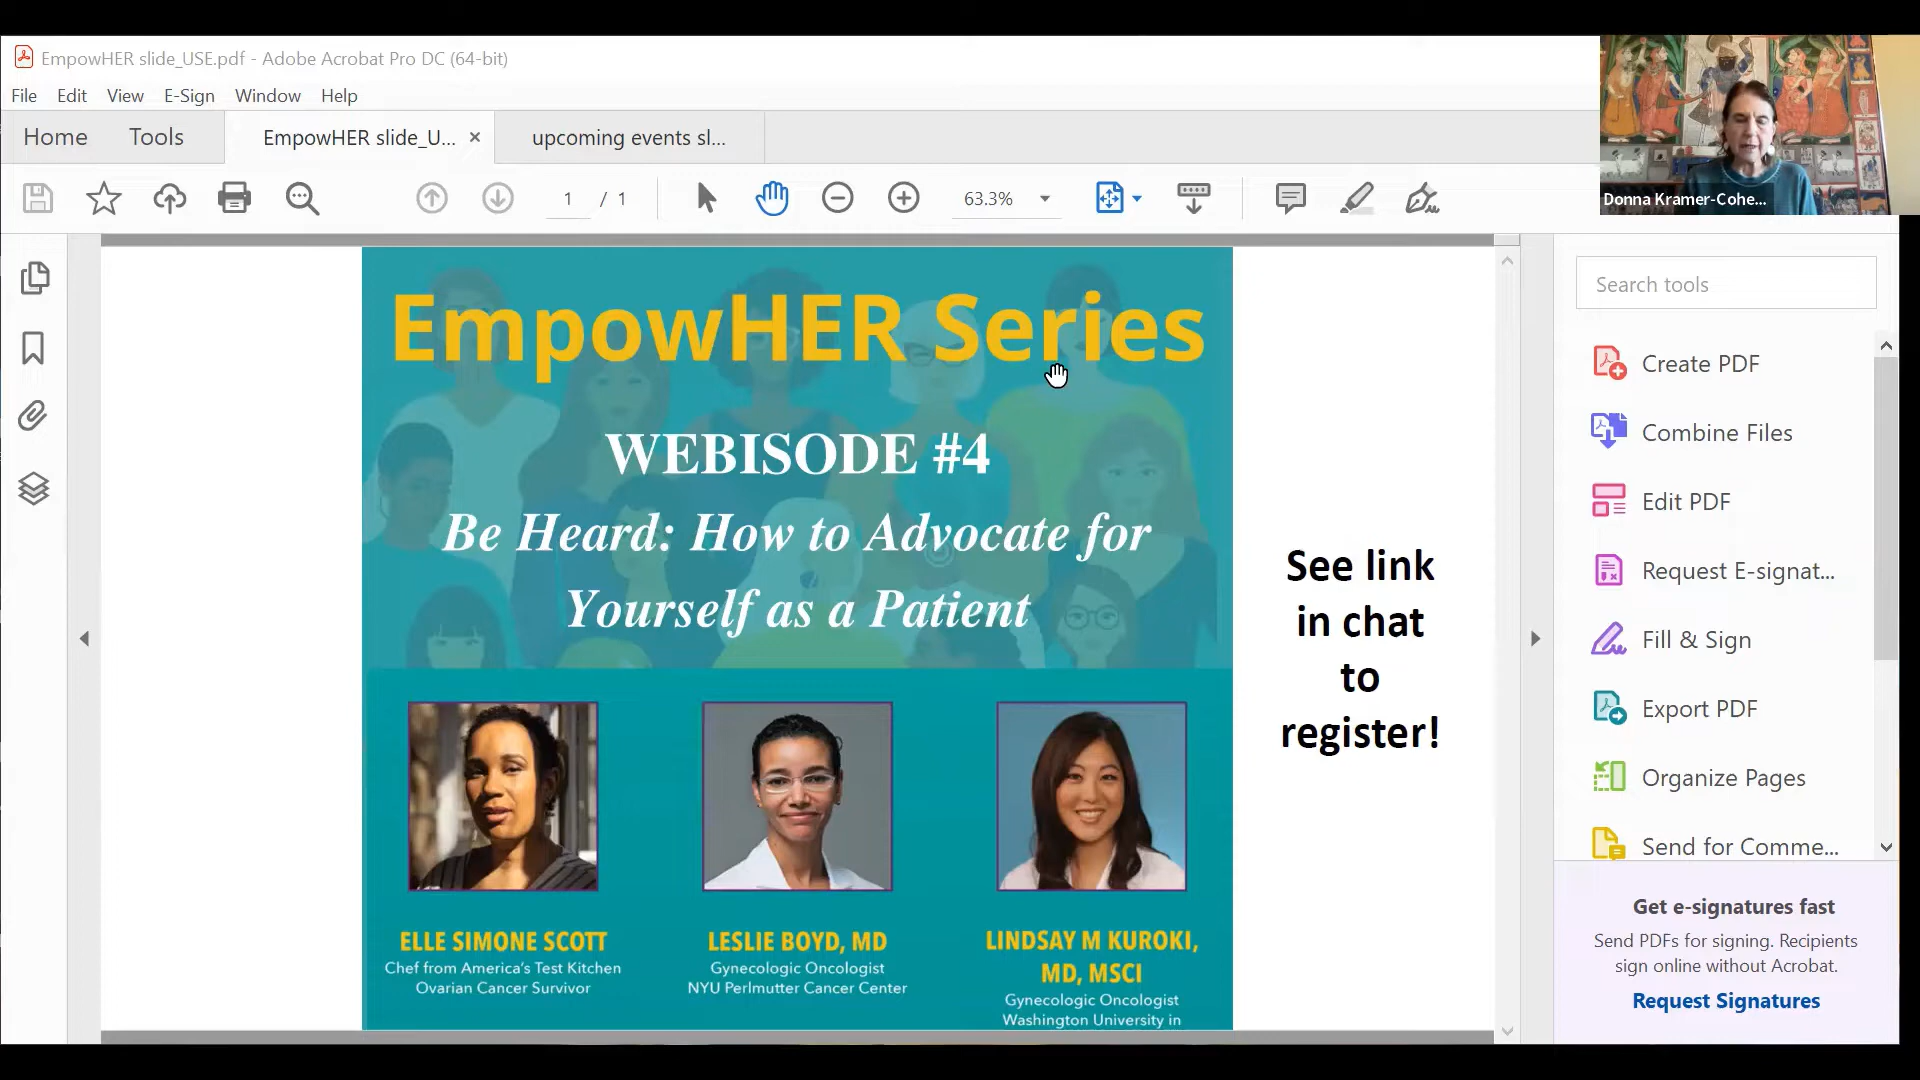 EmpowHER slide_USE.pdf - Adobe Acrobat Pro DC (64-bit)
File Edit View E-Sign Window Help
Home Tools EmpowHER slide_U... × upcoming events sl...
1 / 1 63.3%
Donna Kramer-Cohe...
EmpowHER Series
WEBISODE #4
Be Heard: How to Advocate for
Yourself as a Patient
ELLE SIMONE SCOTT
Chef from America's Test Kitchen
Ovarian Cancer Survivor
LESLIE BOYD, MD
Gynecologic Oncologist
NYU Perlmutter Cancer Center
LINDSAY M KUROKI,
MD, MSCI
Gynecologic Oncologist
Washington University in
See link
in chat
to
register!
Search tools
Create PDF
Combine Files
Edit PDF
Request E-signat...
Fill & Sign
Export PDF
Organize Pages
Send for Comme...
Get e-signatures fast
Send PDFs for signing. Recipients
sign online without Acrobat.
Request Signatures